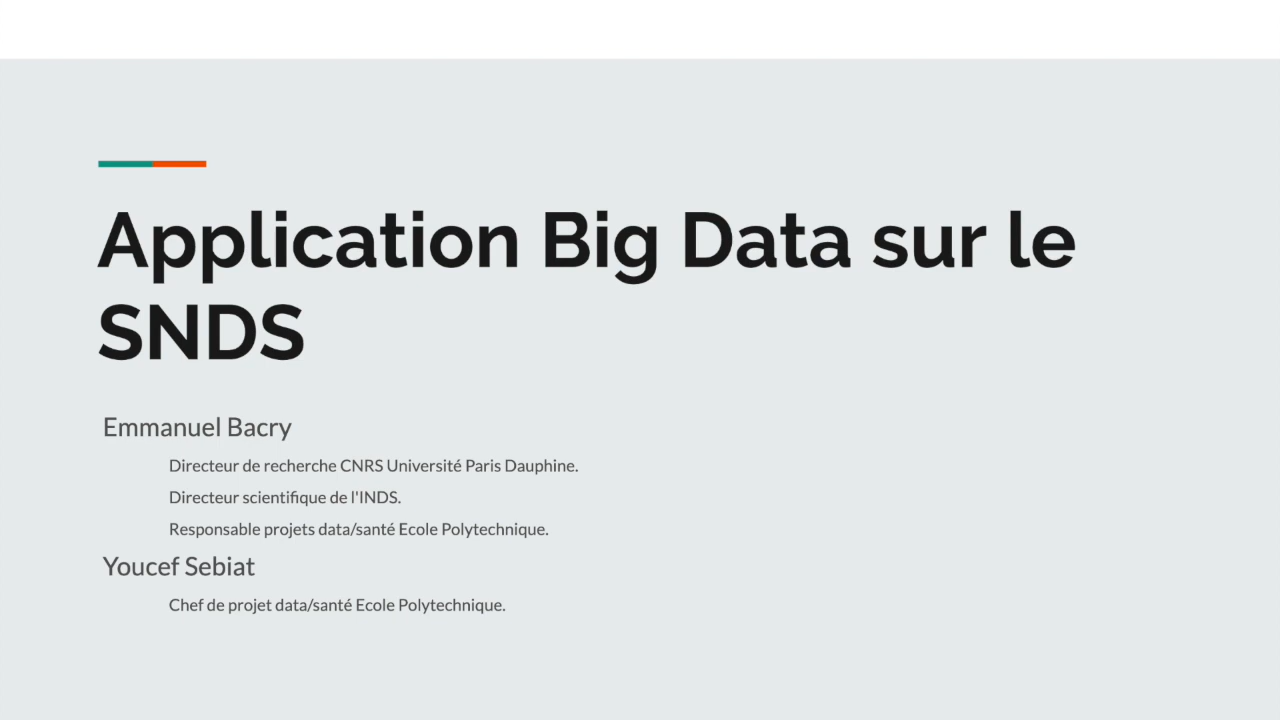 Application Big Data sur le
SNDS
Emmanuel Bacry
Directeur de recherche CNRS Université Paris Dauphine.
Directeur scientifique de l'INDS.
Responsable projets data/santé Ecole Polytechnique.
Youcef Sebiat
Chef de projet data/santé Ecole Polytechnique.